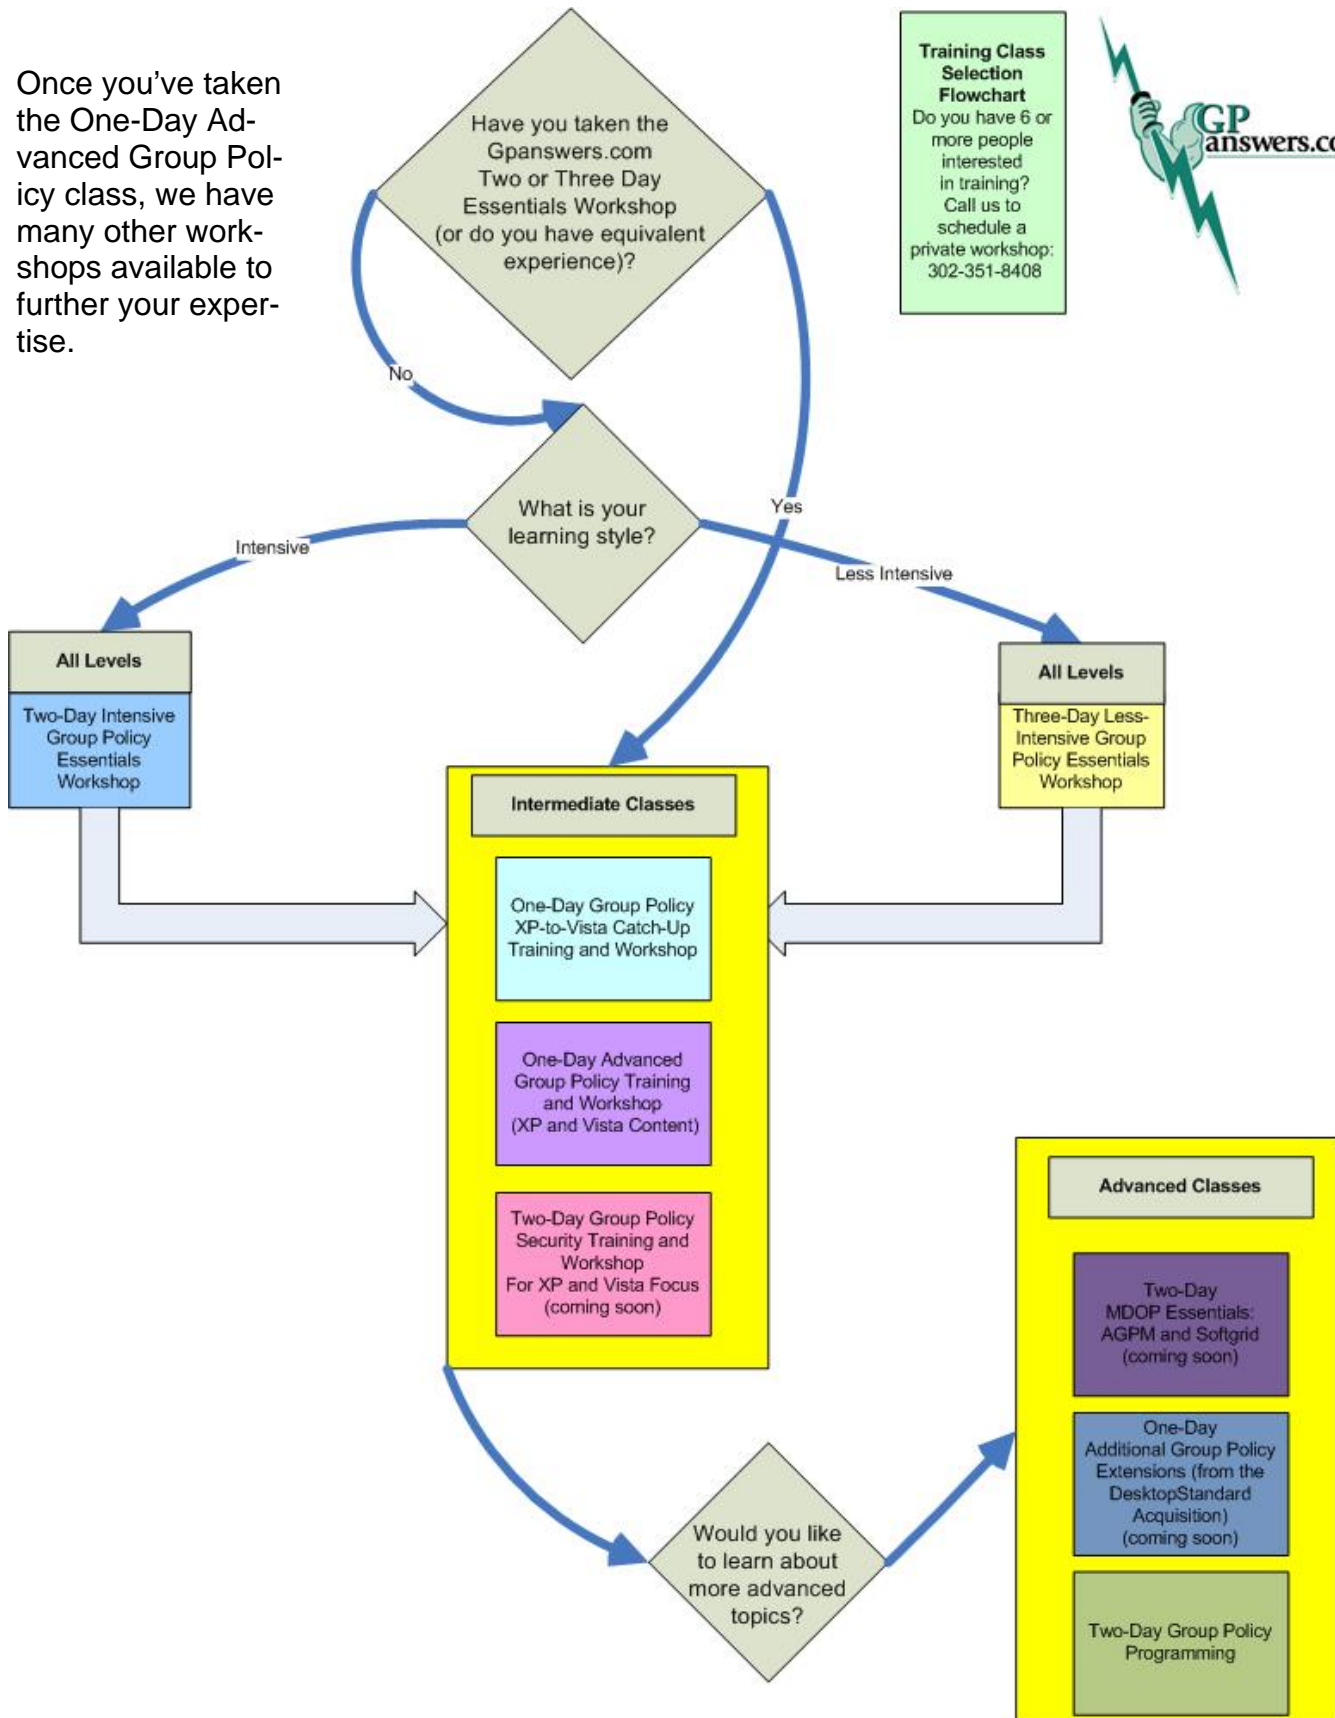 Once you've taken
the One-Day Ad-
vanced Group Pol-
icy class, we have
many other work-
shops available to
further your exper-
tise.
Have you taken the
Gpanswers.com
Two or Three Day
Essentials Workshop
(or do you have equivalent
experience)?
Training Class
Selection
Flowchart
Do you have 6 or
more people
interested
in training?
Call us to
schedule a
private workshop:
302-351-8408
GP
answers.co
No
What is your
learning style?
Yes
Intensive
Less Intensive
All Levels
Two-Day Intensive
Group Policy
Essentials
Workshop
All Levels
Three-Day Less-
Intensive Group
Policy Essentials
Workshop
Intermediate Classes
One-Day Group Policy
XP-to-Vista Catch-Up
Training and Workshop
One-Day Advanced
Group Policy Training
and Workshop
(XP and Vista Content)
Two-Day Group Policy
Security Training and
Workshop
For XP and Vista Focus
(coming soon)
Would you like
to learn about
more advanced
topics?
Advanced Classes
Two-Day
MDOP Essentials:
AGPM and Softgrid
(coming soon)
One-Day
Additional Group Policy
Extensions (from the
DesktopStandard
Acquisition)
(coming soon)
Two-Day Group Policy
Programming